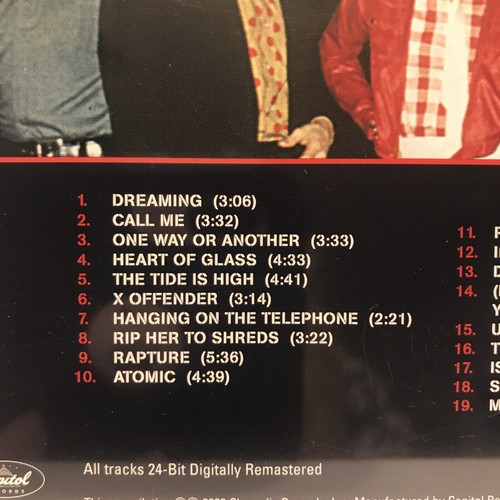 1. DREAMING (3:06)
2. CALL ME (3:32)
3. ONE WAY OR ANOTHER (3:33)
4. HEART OF GLASS (4:33)
5. THE TIDE IS HIGH (4:41)
6. X OFFENDER (3:14)
7. HANGING ON THE TELEPHONE (2:21)
8. RIP HER TO SHREDS (3:22)
9. RAPTURE (5:36)
10. ATOMIC (4:39)
11.
12.
13.
14.
15.
16.
17.
18.
19.
All tracks 24-Bit Digitally Remastered